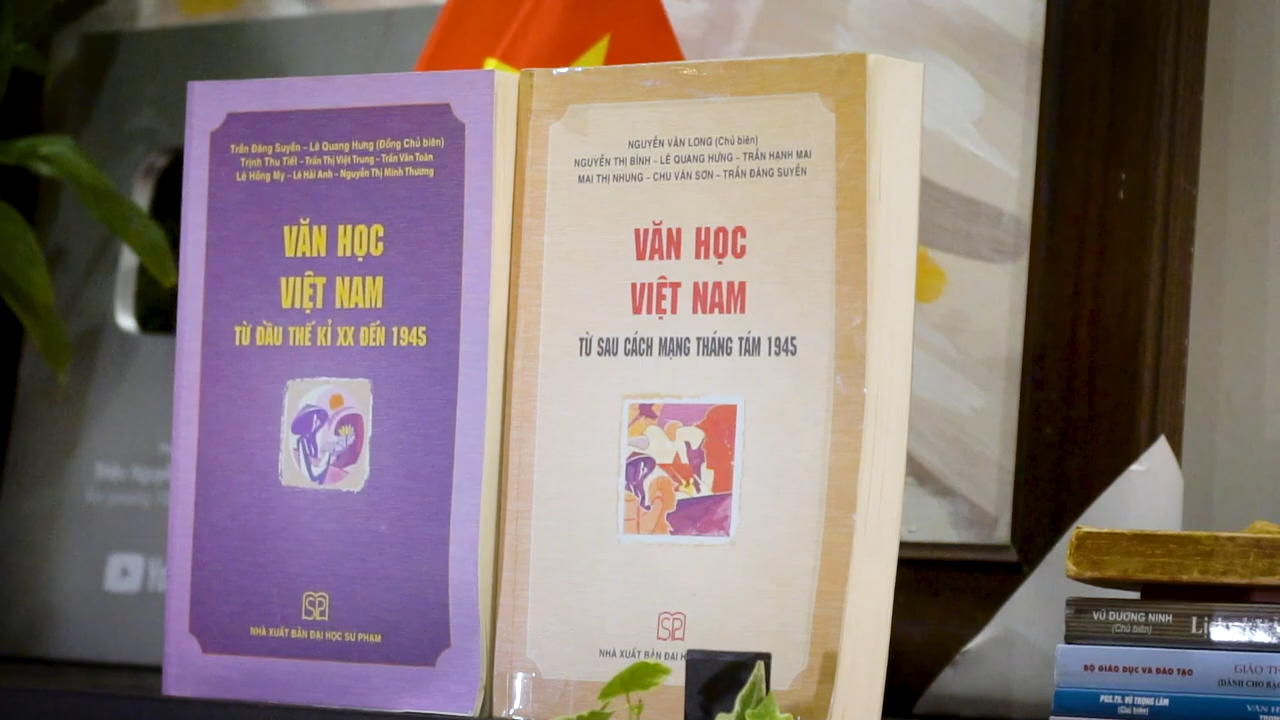 Trần Đăng Suyền – Lê Quang Hưng (Đồng Chủ biên)
Trịnh Thu Tiết – Trần Thị Việt Trung – Trần Văn Toàn
Lê Hồng My – Lê Hải Anh – Nguyễn Thị Minh Thương
VĂN HỌC
VIỆT NAM
TỪ ĐẦU THẾ KỈ XX ĐẾN 1945
SP
NHÀ XUẤT BẢN ĐẠI HỌC SƯ PHẠM
NGUYỄN VĂN LONG (Chủ biên)
NGUYỄN THỊ BÌNH – LÊ QUANG HƯNG – TRẦN HẠNH MAI
MAI THỊ NHUNG – CHU VĂN SƠN – TRẦN ĐĂNG SUYỀN
VĂN HỌC
VIỆT NAM
TỪ SAU CÁCH MẠNG THÁNG TÁM 1945
SP
NHÀ XUẤT BẢN ĐẠI
VŨ DƯƠNG NINH
(Chủ biên)
BỘ GIÁO DỤC VÀ ĐÀO TẠO
GIÁO
(DÀNH CHO
PGS.TS. VŨ TRỌNG LÂM
(Chủ biên)